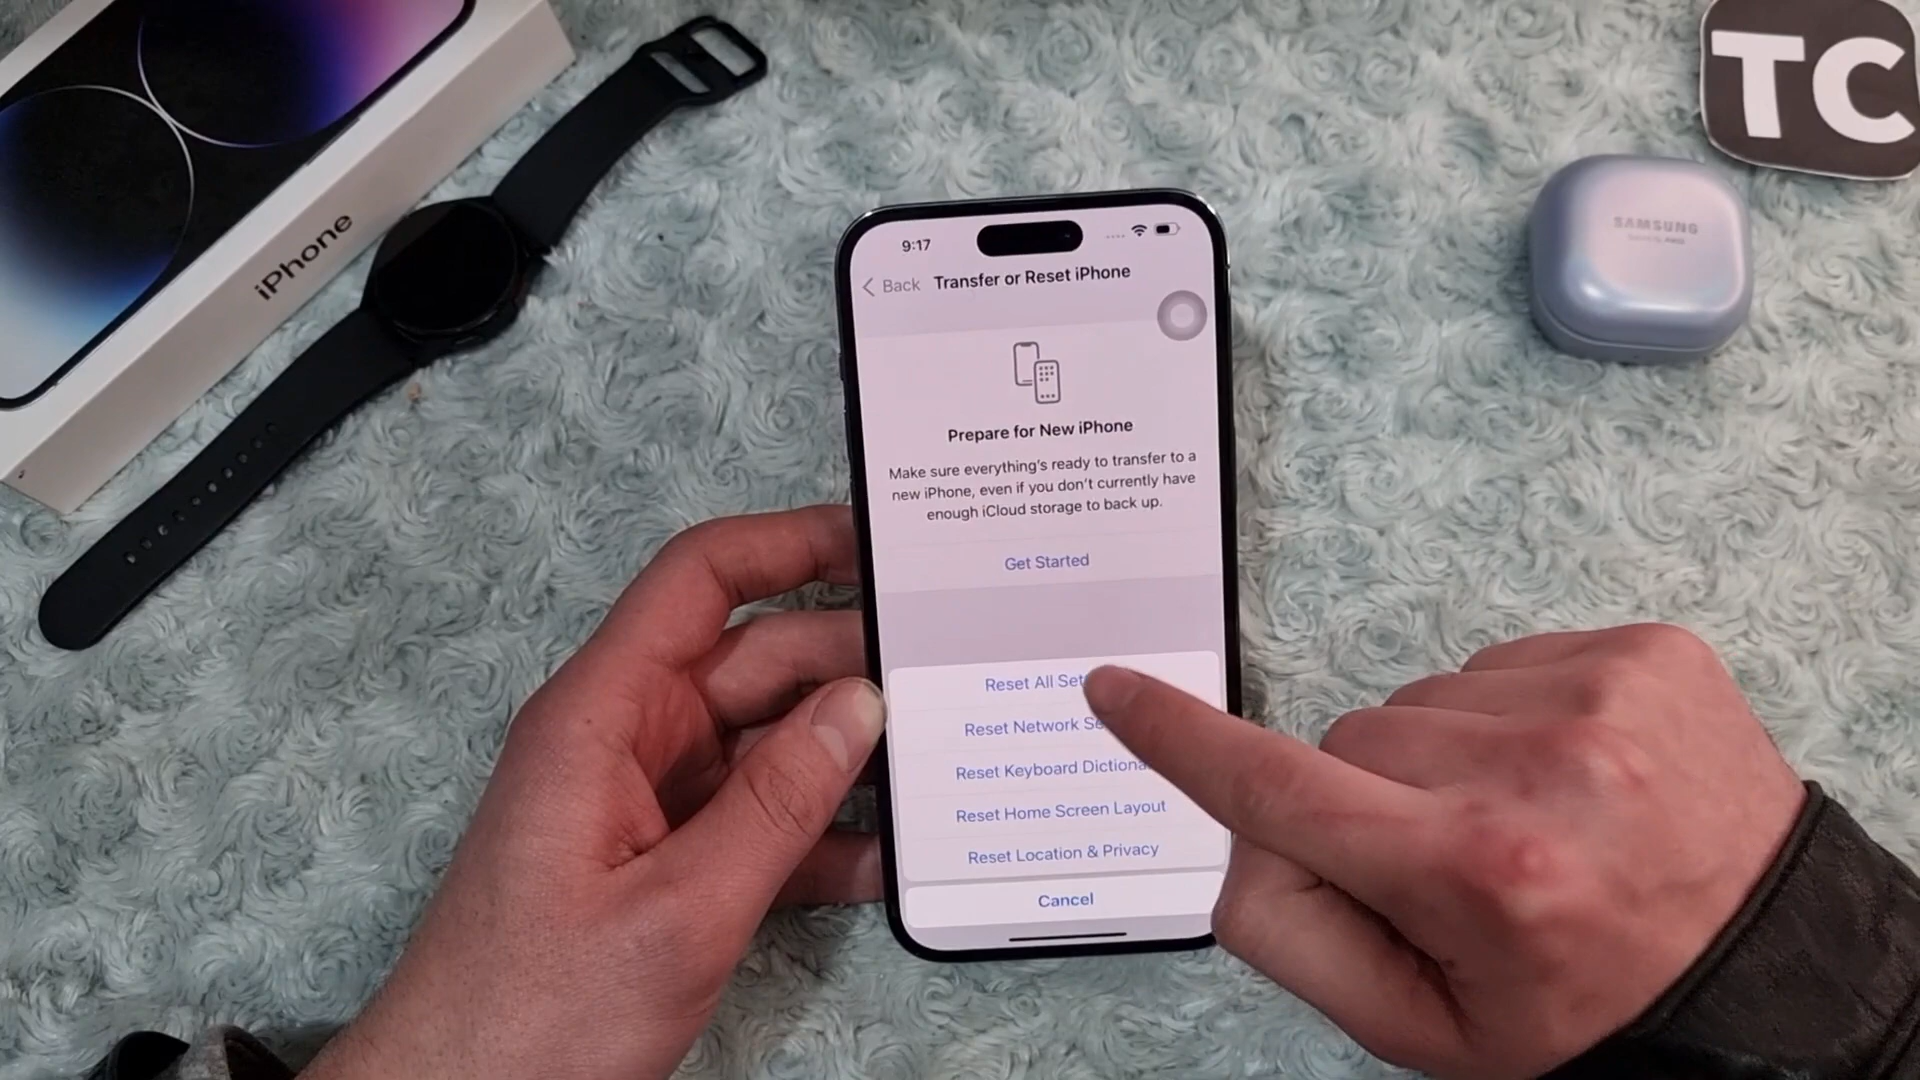 iPhone
TC
SAMSUNG
9:17
Back
Transfer or Reset iPhone
Prepare for New iPhone
Make sure everything's ready to transfer to a
new iPhone, even if you don't currently have
enough iCloud storage to back up.
Get Started
Reset All Set
Reset Network Se
Reset Keyboard Dictiona
Reset Home Screen Layout
Reset Location & Privacy
Cancel